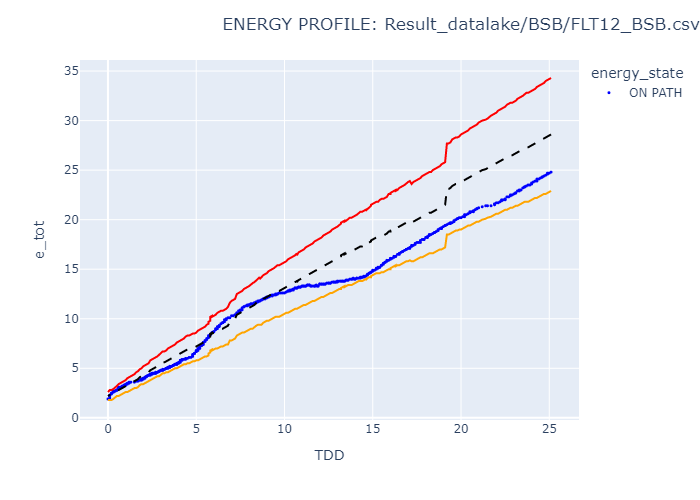 ENERGY PROFILE: Result_datalake/BSB/FLT12_BSB.csv
energy_state
ON PATH
e_tot
35
30
25
20
15
10
5
0
0 5 10 15 20 25
TDD